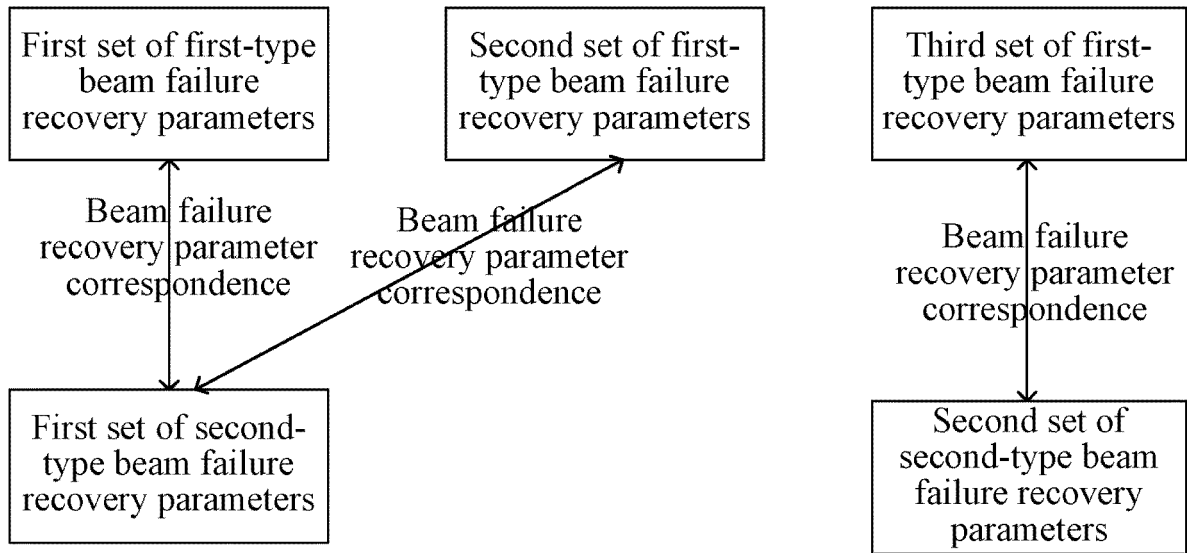 First set of first-type
beam failure
recovery parameters
Second set of first-
type beam failure
recovery parameters
Third set of first-
type beam failure
recovery parameters
Beam failure
recovery parameter
correspondence
Beam failure
recovery parameter
correspondence
Beam failure
recovery parameter
correspondence
First set of second-
type beam failure
recovery parameters
Second set of
second-type beam
failure recovery
parameters